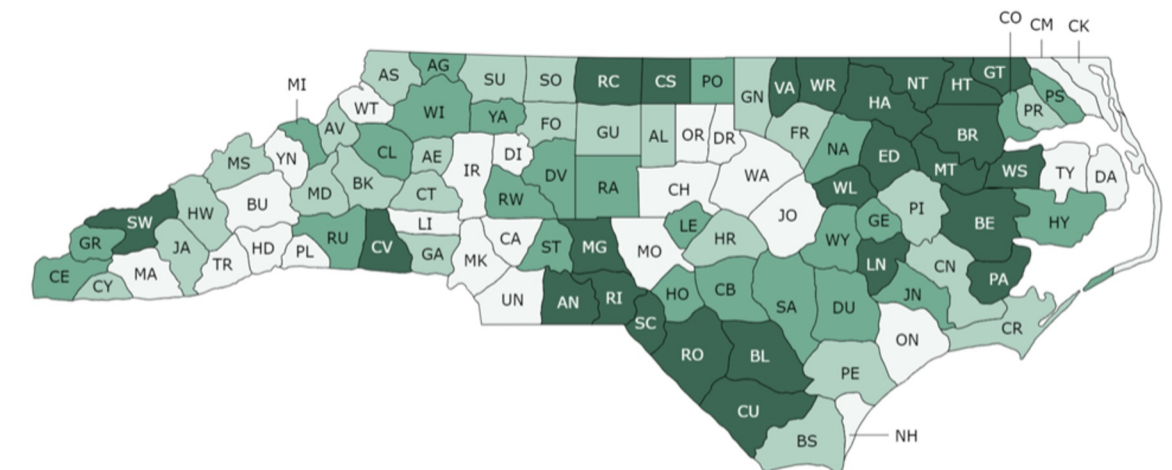 CO
CM
CK
AS
AG
SU
SO
RC
CS
PO
GN
VA
WR
HA
NT
HT
GT
MI
WT
WI
YA
FO
GU
AL
OR
DR
FR
NA
BR
PR
PS
AV
CL
AE
IR
DI
DV
RA
CH
WA
ED
MT
WS
TY
DA
MS
YN
MD
BK
CT
RW
WL
JO
PI
GE
BE
HY
SW
HW
BU
LI
CA
LE
HR
WY
GR
JA
TR
HD
PL
RU
CV
GA
MK
ST
MG
MO
LN
CN
PA
CE
CY
MA
UN
AN
RI
HO
CB
SA
DU
JN
CR
SC
RO
BL
ON
PE
CU
BS
NH